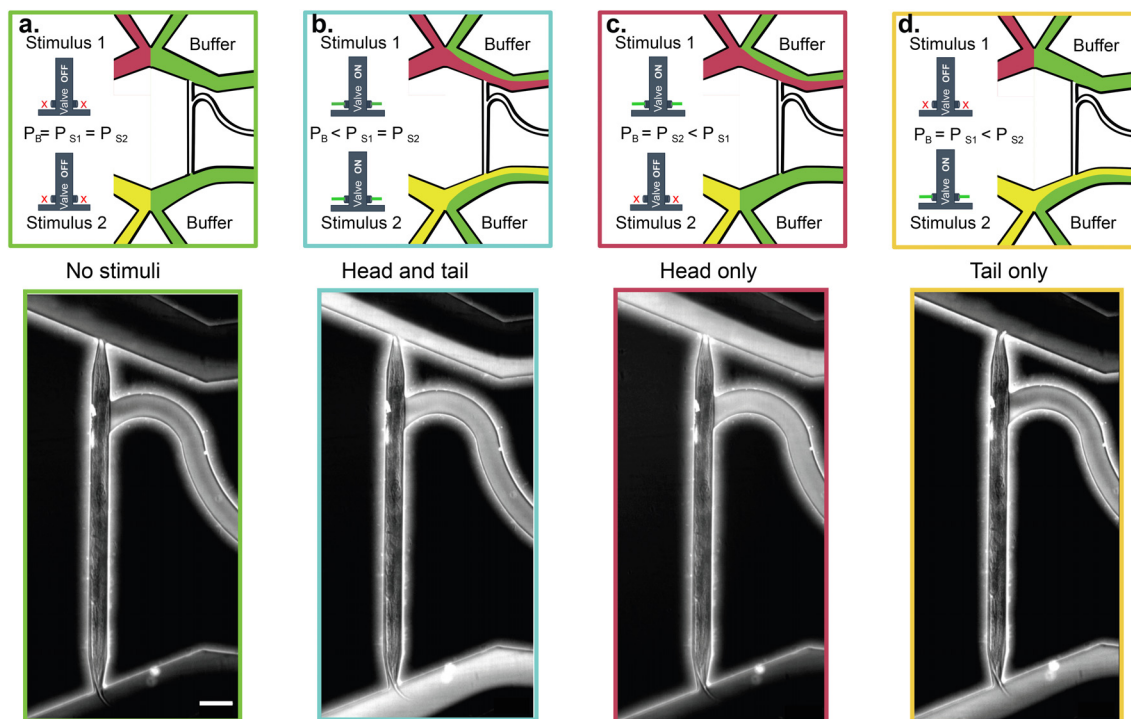 a.
Stimulus 1
Buffer
Valve OFF
x x
P_B = P_S1 = P_S2
Valve OFF
x x
Stimulus 2
Buffer
No stimuli
b.
Stimulus 1
Buffer
Valve ON
P_B < P_S1 = P_S2
Valve ON
Stimulus 2
Buffer
Head and tail
c.
Stimulus 1
Buffer
Valve ON
P_B = P_S2 < P_S1
Valve OFF
x x
Stimulus 2
Buffer
Head only
d.
Stimulus 1
Buffer
Valve OFF
x x
P_B = P_S1 < P_S2
Valve ON
Stimulus 2
Buffer
Tail only